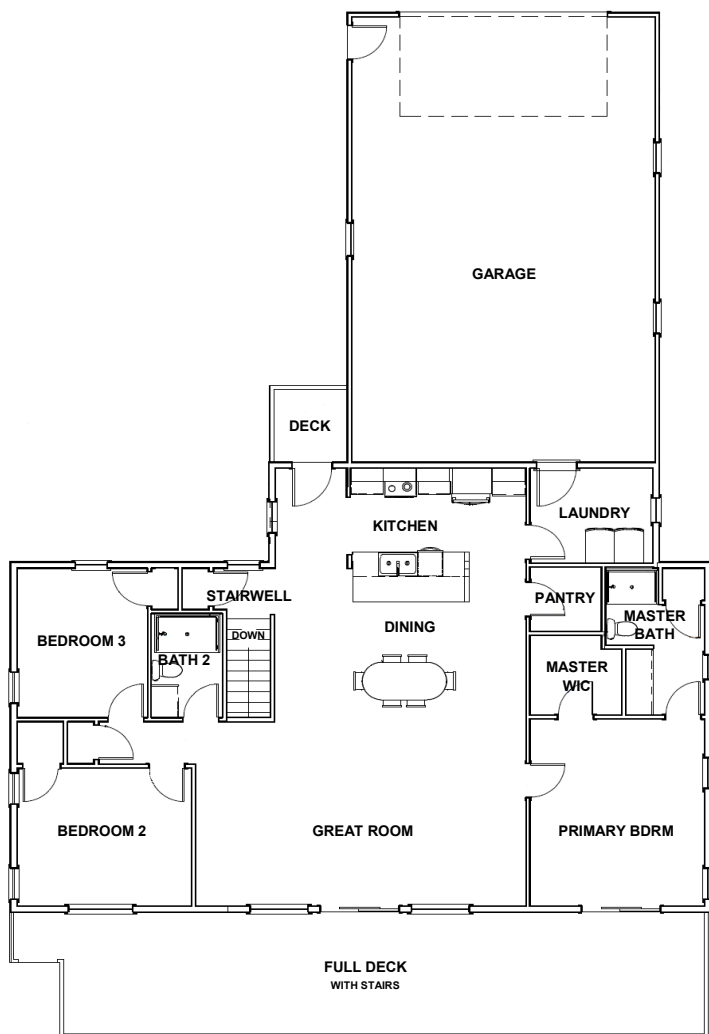 GARAGE
DECK
KITCHEN
LAUNDRY
STAIRWELL
PANTRY
MASTER
BATH
DINING
DOWN
BEDROOM 3
BATH 2
MASTER
WIC
BEDROOM 2
GREAT ROOM
PRIMARY BDRM
FULL DECK
WITH STAIRS